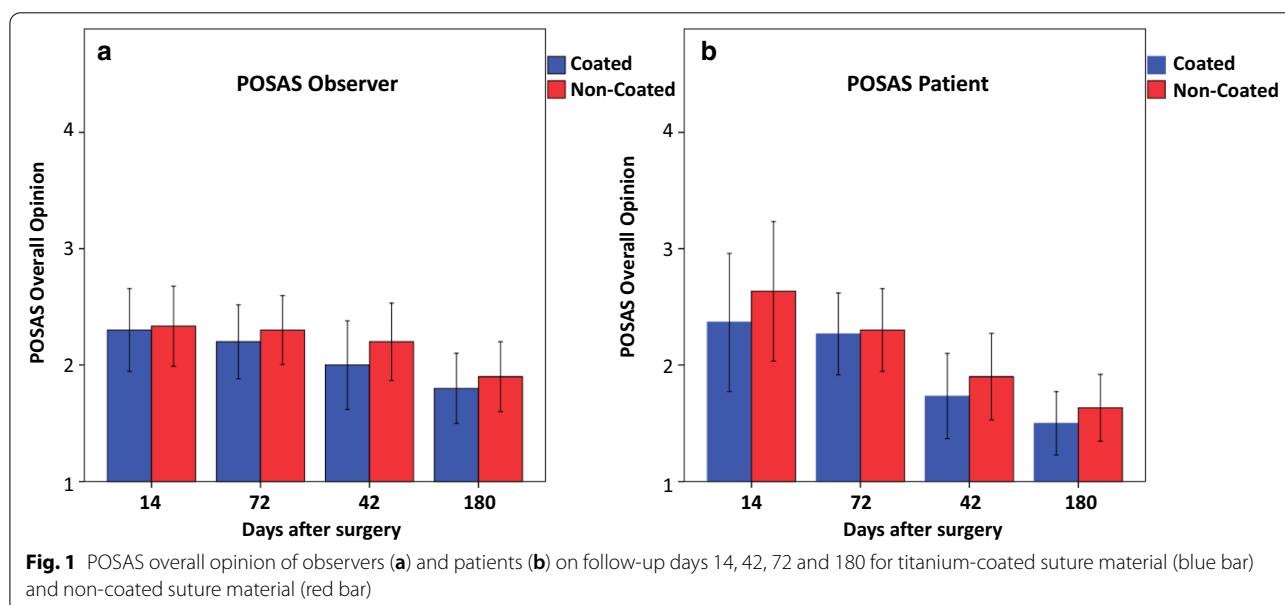 a
POSAS Observer
Coated
Non-Coated
POSAS Overall Opinion
4
3
2
1
14 72 42 180
Days after surgery
b
POSAS Patient
Coated
Non-Coated
POSAS Overall Opinion
4
3
2
1
14 72 42 180
Days after surgery
Fig. 1 POSAS overall opinion of observers (a) and patients (b) on follow-up days 14, 42, 72 and 180 for titanium-coated suture material (blue bar)
and non-coated suture material (red bar)